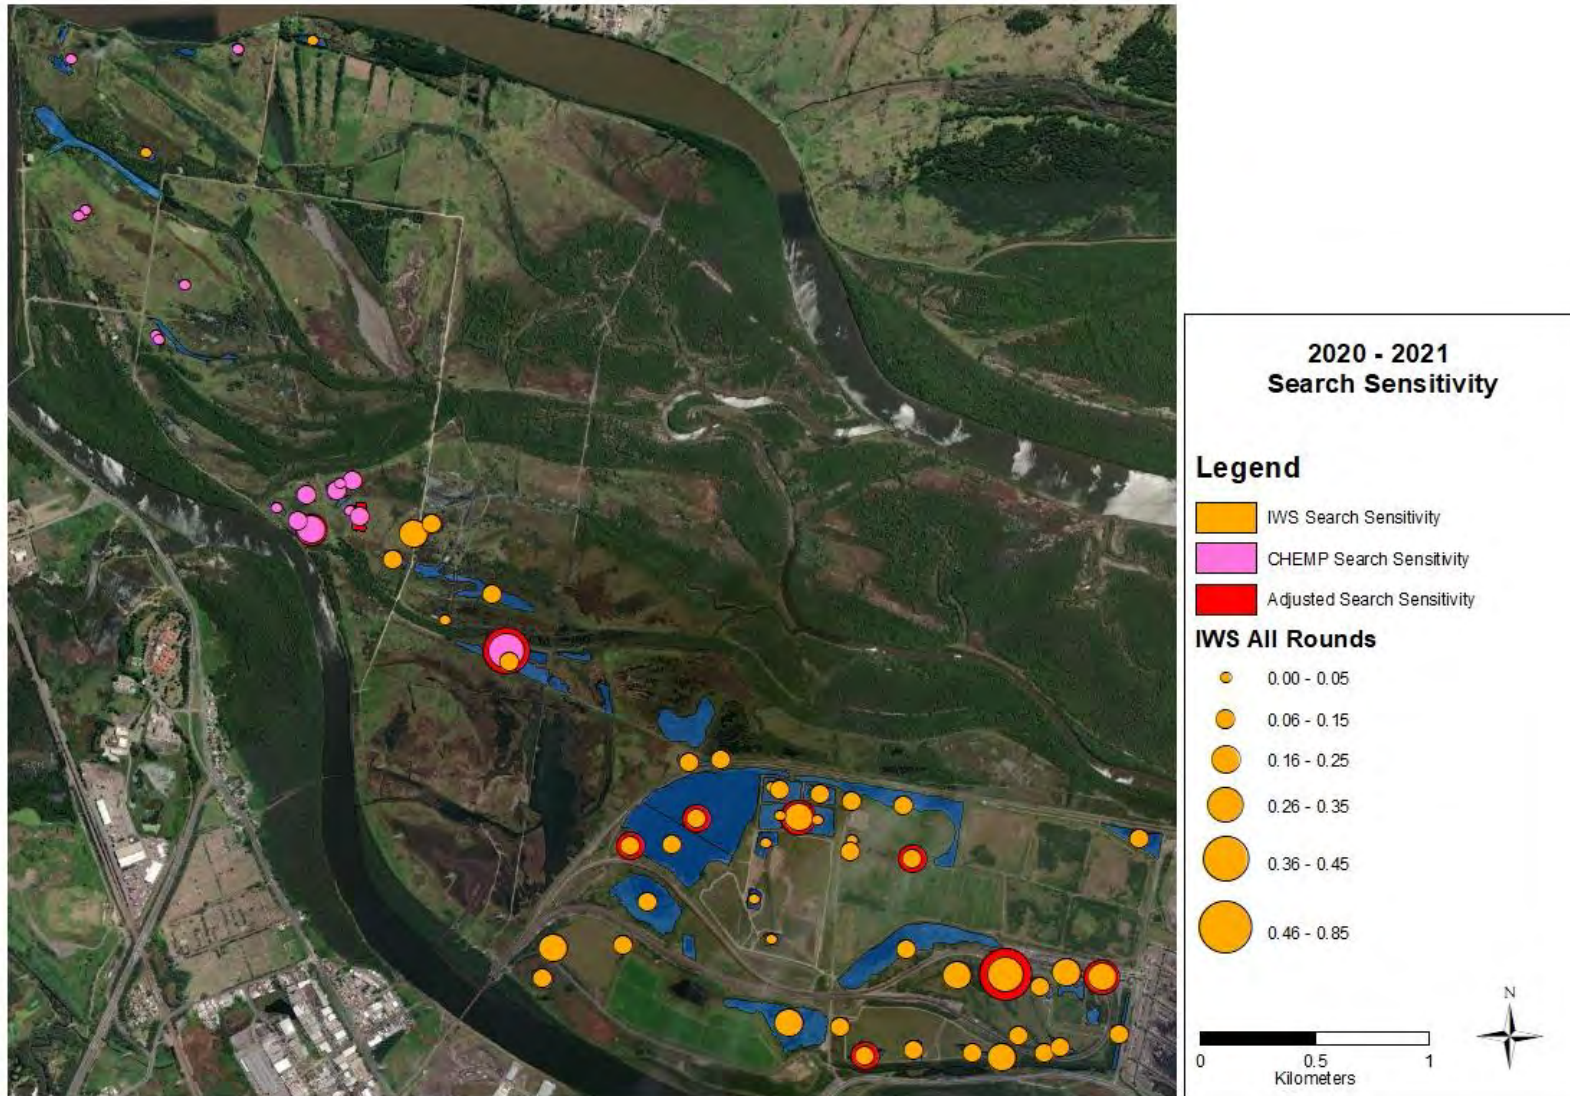 2020 - 2021
Search Sensitivity
Legend
IWS Search Sensitivity
CHEMP Search Sensitivity
Adjusted Search Sensitivity
IWS All Rounds
0.00 - 0.05
0.06 - 0.15
0.16 - 0.25
0.26 - 0.35
0.36 - 0.45
0.46 - 0.85
N
0 0.5 1
Kilometers